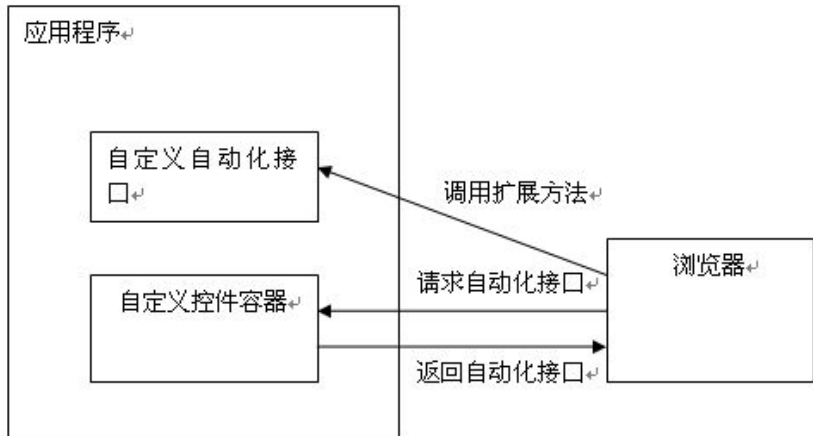 应用程序↵
自定义自动化接
口↵
调用扩展方法↵
浏览器↵
请求自动化接口↵
自定义控件容器↵
返回自动化接口↵